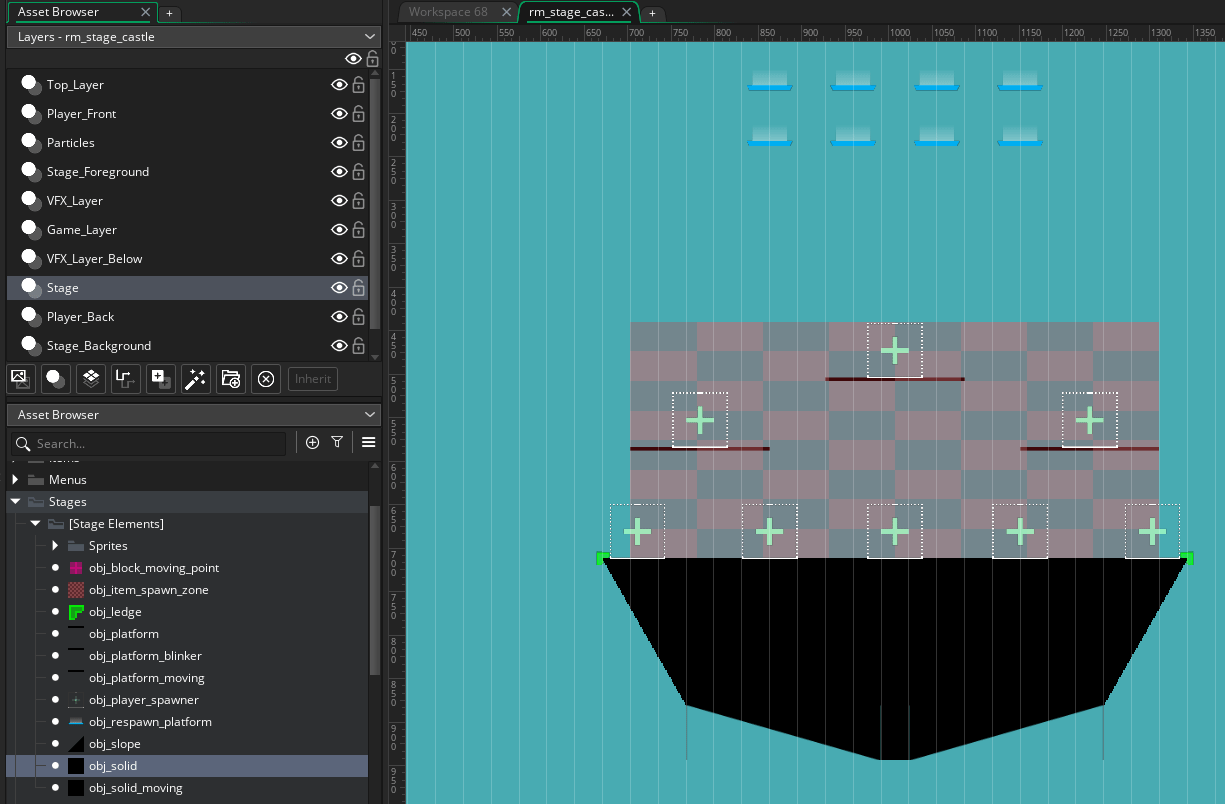 Asset Browser
Workspace 68
rm_stage_cas...
Layers - rm_stage_castle
450 500 550 600 650 700 750 800 850 900 950 1000 1050 1100 1150 1200 1250 1300 1350
Top_Layer
Player_Front
Particles
Stage_Foreground
VFX_Layer
Game_Layer
VFX_Layer_Below
Stage
Player_Back
Stage_Background
Inherit
Asset Browser
Search...
Menus
Stages
[Stage Elements]
Sprites
obj_block_moving_point
obj_item_spawn_zone
obj_ledge
obj_platform
obj_platform_blinker
obj_platform_moving
obj_player_spawner
obj_respawn_platform
obj_slope
obj_solid
obj_solid_moving
150
200
250
300
350
400
450
500
550
600
650
700
750
800
850
900
950